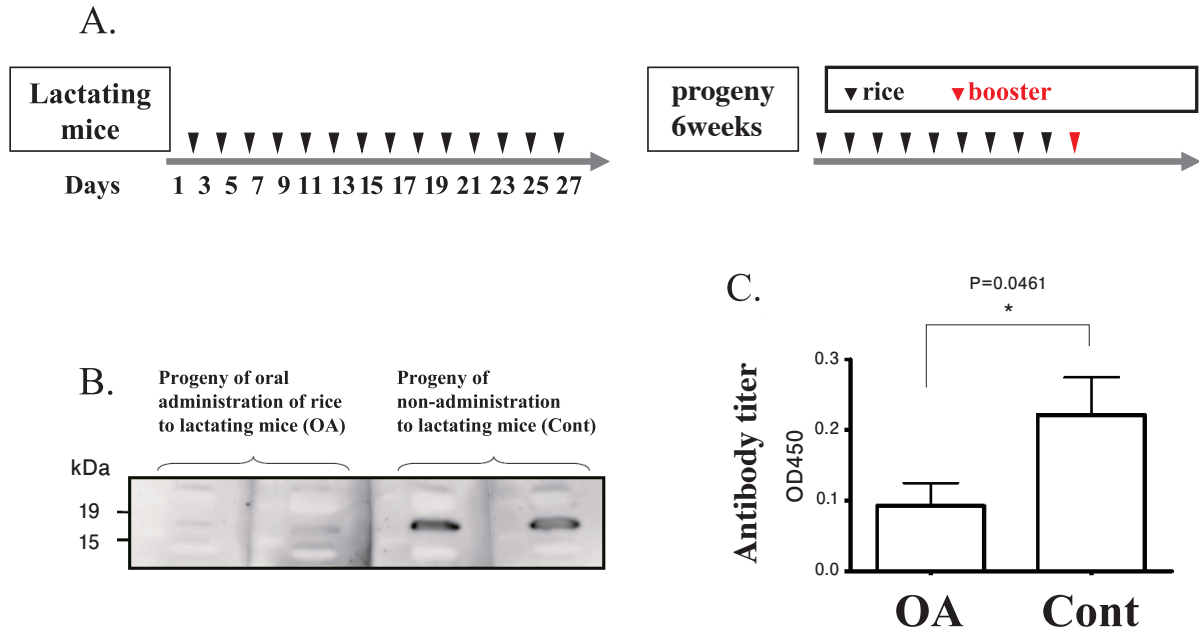 A.
Lactating
mice
Days 1 3 5 7 9 11 13 15 17 19 21 23 25 27
progeny
6weeks
rice booster
B.
Progeny of oral
administration of rice
to lactating mice (OA)
Progeny of
non-administration
to lactating mice (Cont)
kDa
19
15
C.
P=0.0461
*
Antibody titer
OD450
0.3
0.2
0.1
0.0
OA Cont